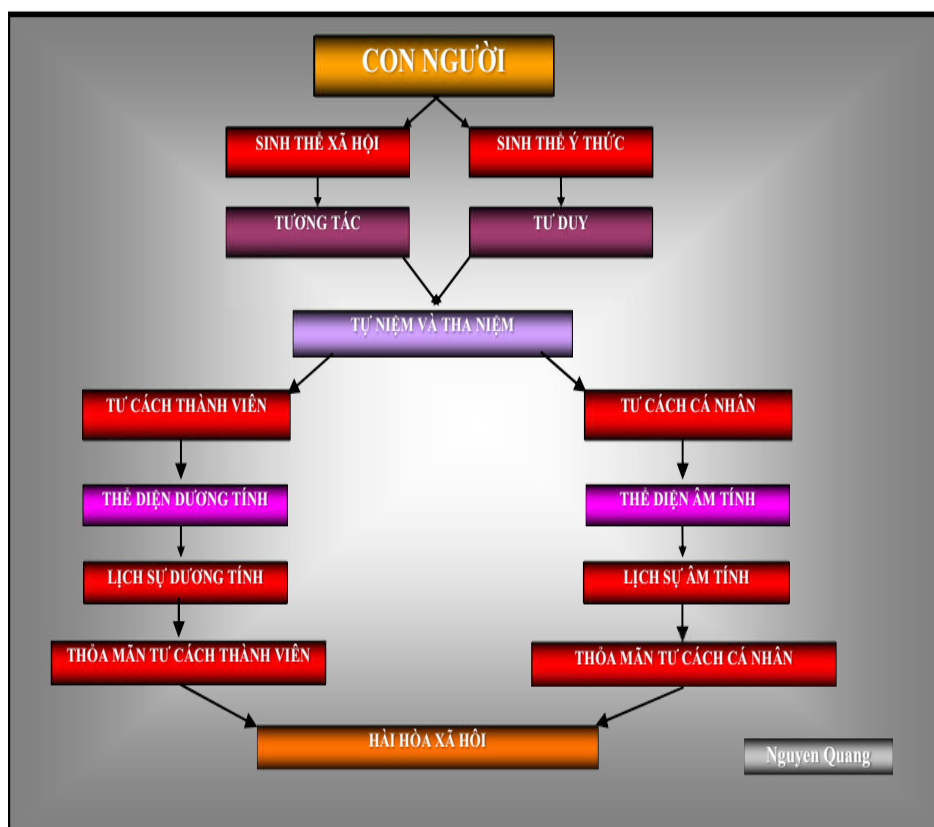 CON NGƯỜI
SINH THỂ XÃ HỘI
SINH THỂ Ý THỨC
TƯƠNG TÁC
TƯ DUY
TỰ NIỆM VÀ THA NIỆM
TƯ CÁCH THÀNH VIÊN
TƯ CÁCH CÁ NHÂN
THỂ DIỆN DƯƠNG TÍNH
THỂ DIỆN ÂM TÍNH
LỊCH SỰ DƯƠNG TÍNH
LỊCH SỰ ÂM TÍNH
THỎA MÃN TƯ CÁCH THÀNH VIÊN
THỎA MÃN TƯ CÁCH CÁ NHÂN
HÀI HÒA XÃ HÔI
Nguyen Quang